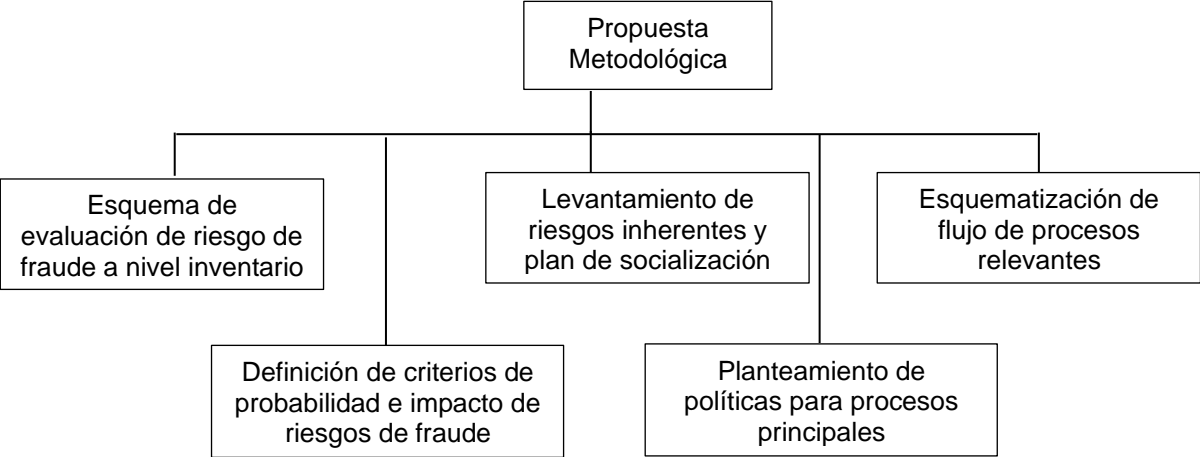 Propuesta
Metodológica
Esquema de
evaluación de riesgo de
fraude a nivel inventario
Levantamiento de
riesgos inherentes y
plan de socialización
Esquematización de
flujo de procesos
relevantes
Definición de criterios de
probabilidad e impacto de
riesgos de fraude
Planteamiento de
políticas para procesos
principales